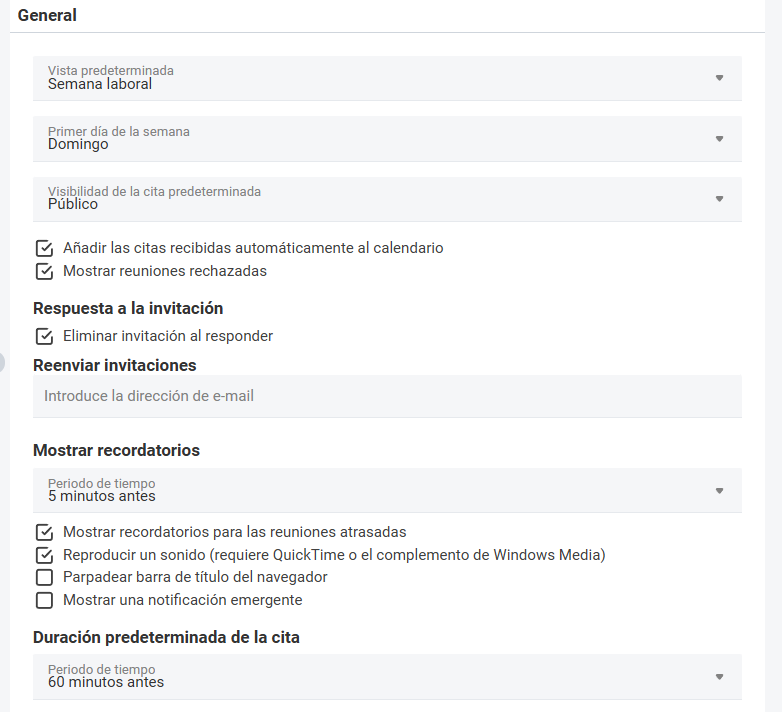 General
Vista predeterminada
Semana laboral
Primer día de la semana
Domingo
Visibilidad de la cita predeterminada
Público
Añadir las citas recibidas automáticamente al calendario
Mostrar reuniones rechazadas
Respuesta a la invitación
Eliminar invitación al responder
Reenviar invitaciones
Introduce la dirección de e-mail
Mostrar recordatorios
Periodo de tiempo
5 minutos antes
Mostrar recordatorios para las reuniones atrasadas
Reproducir un sonido (requiere QuickTime o el complemento de Windows Media)
Parpadear barra de título del navegador
Mostrar una notificación emergente
Duración predeterminada de la cita
Periodo de tiempo
60 minutos antes